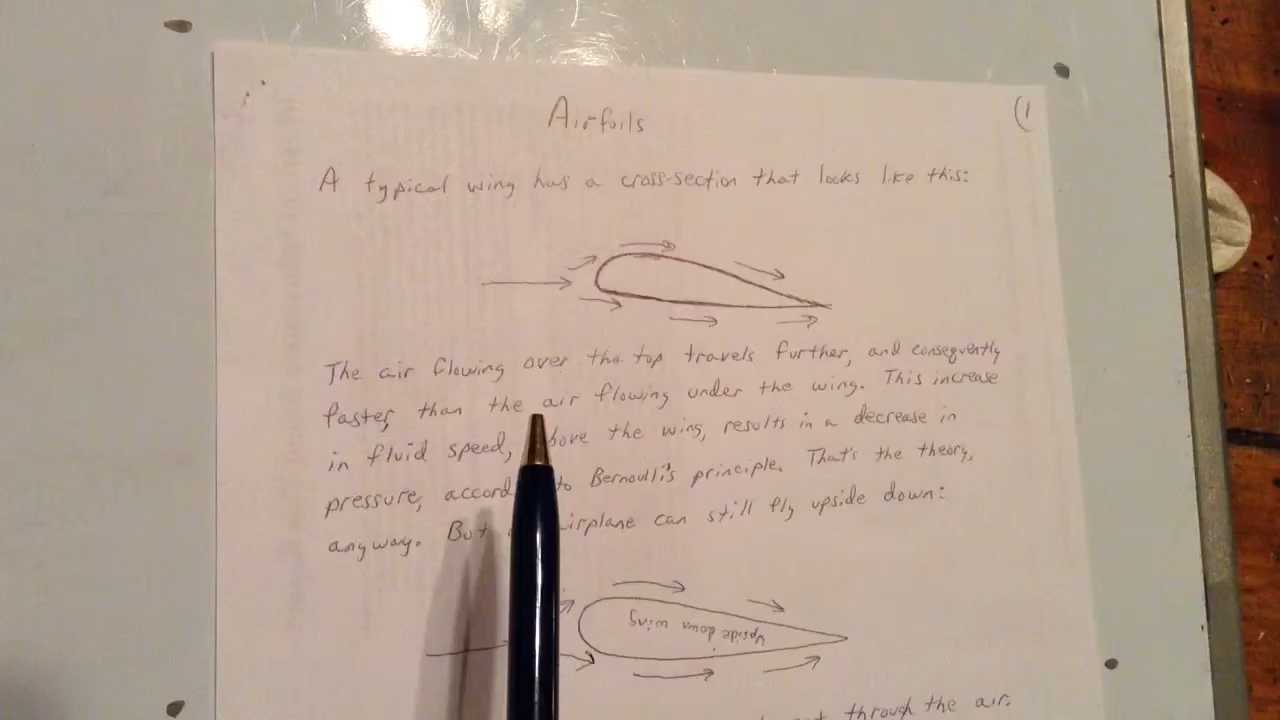 Airfoils
(1
A typical wing has a cross-section that looks like this:
The air flowing over the top travels further, and consequently
faster, than the air flowing under the wing. This increase
in fluid speed, above the wing, results in a decrease in
pressure, accord to Bernoulli's principle. That's the theory,
anyway. But airplane can still fly upside down:
Upside down wing
through the air.